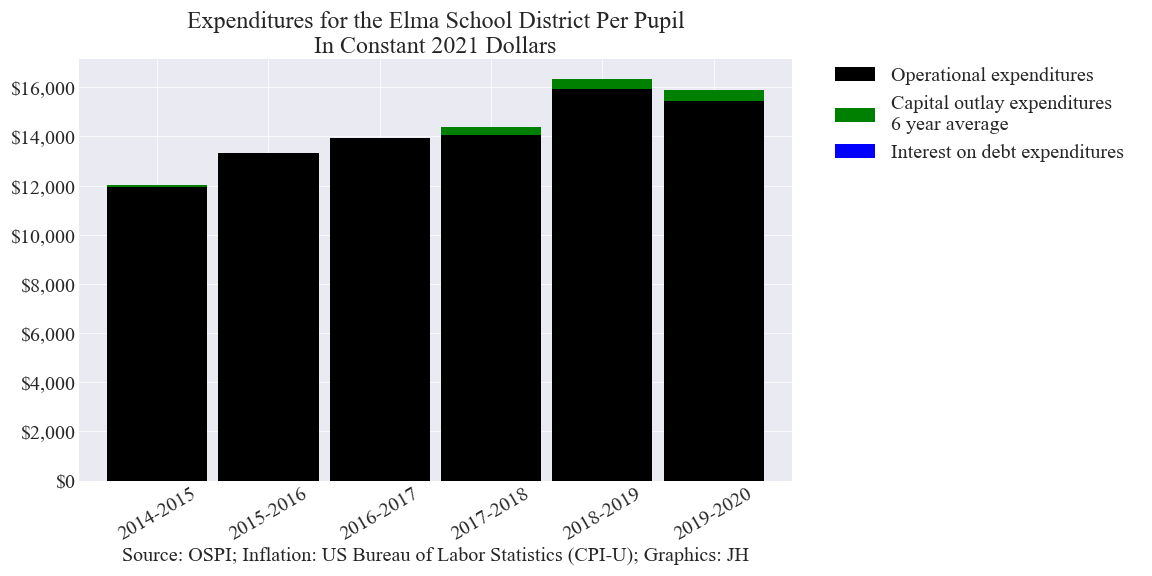 Expenditures for the Elma School District Per Pupil
In Constant 2021 Dollars
$16,000
$14,000
$12,000
$10,000
$8,000
$6,000
$4,000
$2,000
$0
2014-2015
2015-2016
2016-2017
2017-2018
2018-2019
2019-2020
Operational expenditures
Capital outlay expenditures
6 year average
Interest on debt expenditures
Source: OSPI; Inflation: US Bureau of Labor Statistics (CPI-U); Graphics: JH